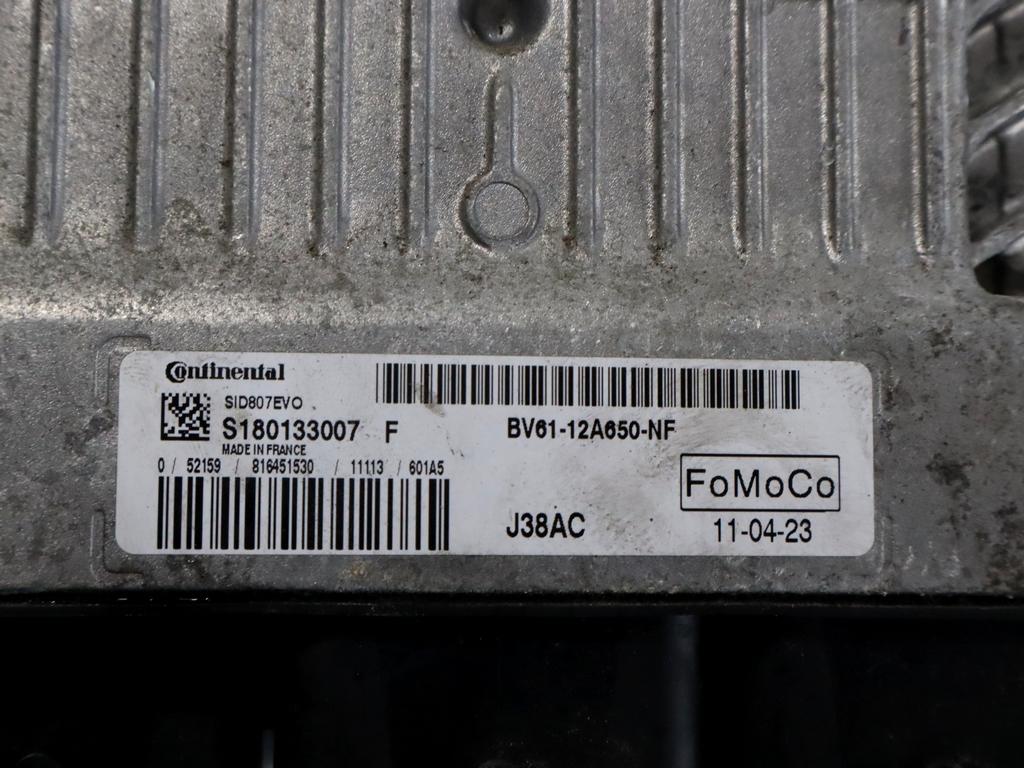 Continental
SID807EVO
S180133007 F
MADE IN FRANCE
0 / 52159 / 816451530 / 11113 / 601A5
BV61-12A650-NF
FoMoCo
J38AC
11-04-23